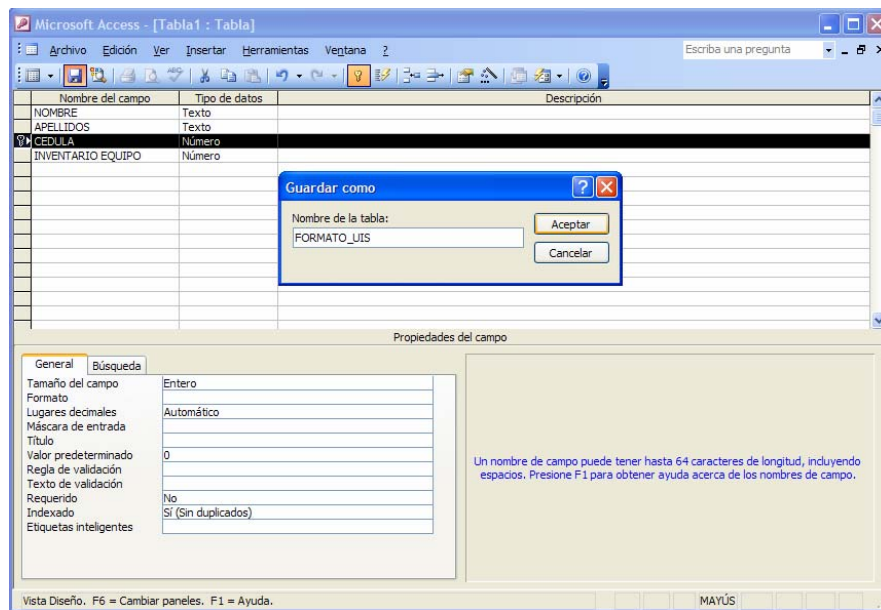 Microsoft Access - [Tabla1 : Tabla]
Archivo Edición Ver Insertar Herramientas Ventana ? Escriba una pregunta
Nombre del campo Tipo de datos Descripción
NOMBRE Texto
APELLIDOS Texto
CEDULA Número
INVENTARIO EQUIPO Número
Guardar como
Nombre de la tabla:
FORMATO_UIS
Aceptar
Cancelar
Propiedades del campo
General Búsqueda
Tamaño del campo Entero
Formato
Lugares decimales Automático
Máscara de entrada
Título
Valor predeterminado 0
Regla de validación
Texto de validación
Requerido No
Indexado Sí (Sin duplicados)
Etiquetas inteligentes
Un nombre de campo puede tener hasta 64 caracteres de longitud, incluyendo
espacios. Presione F1 para obtener ayuda acerca de los nombres de campo.
Vista Diseño. F6 = Cambiar paneles. F1 = Ayuda. MAYÚS